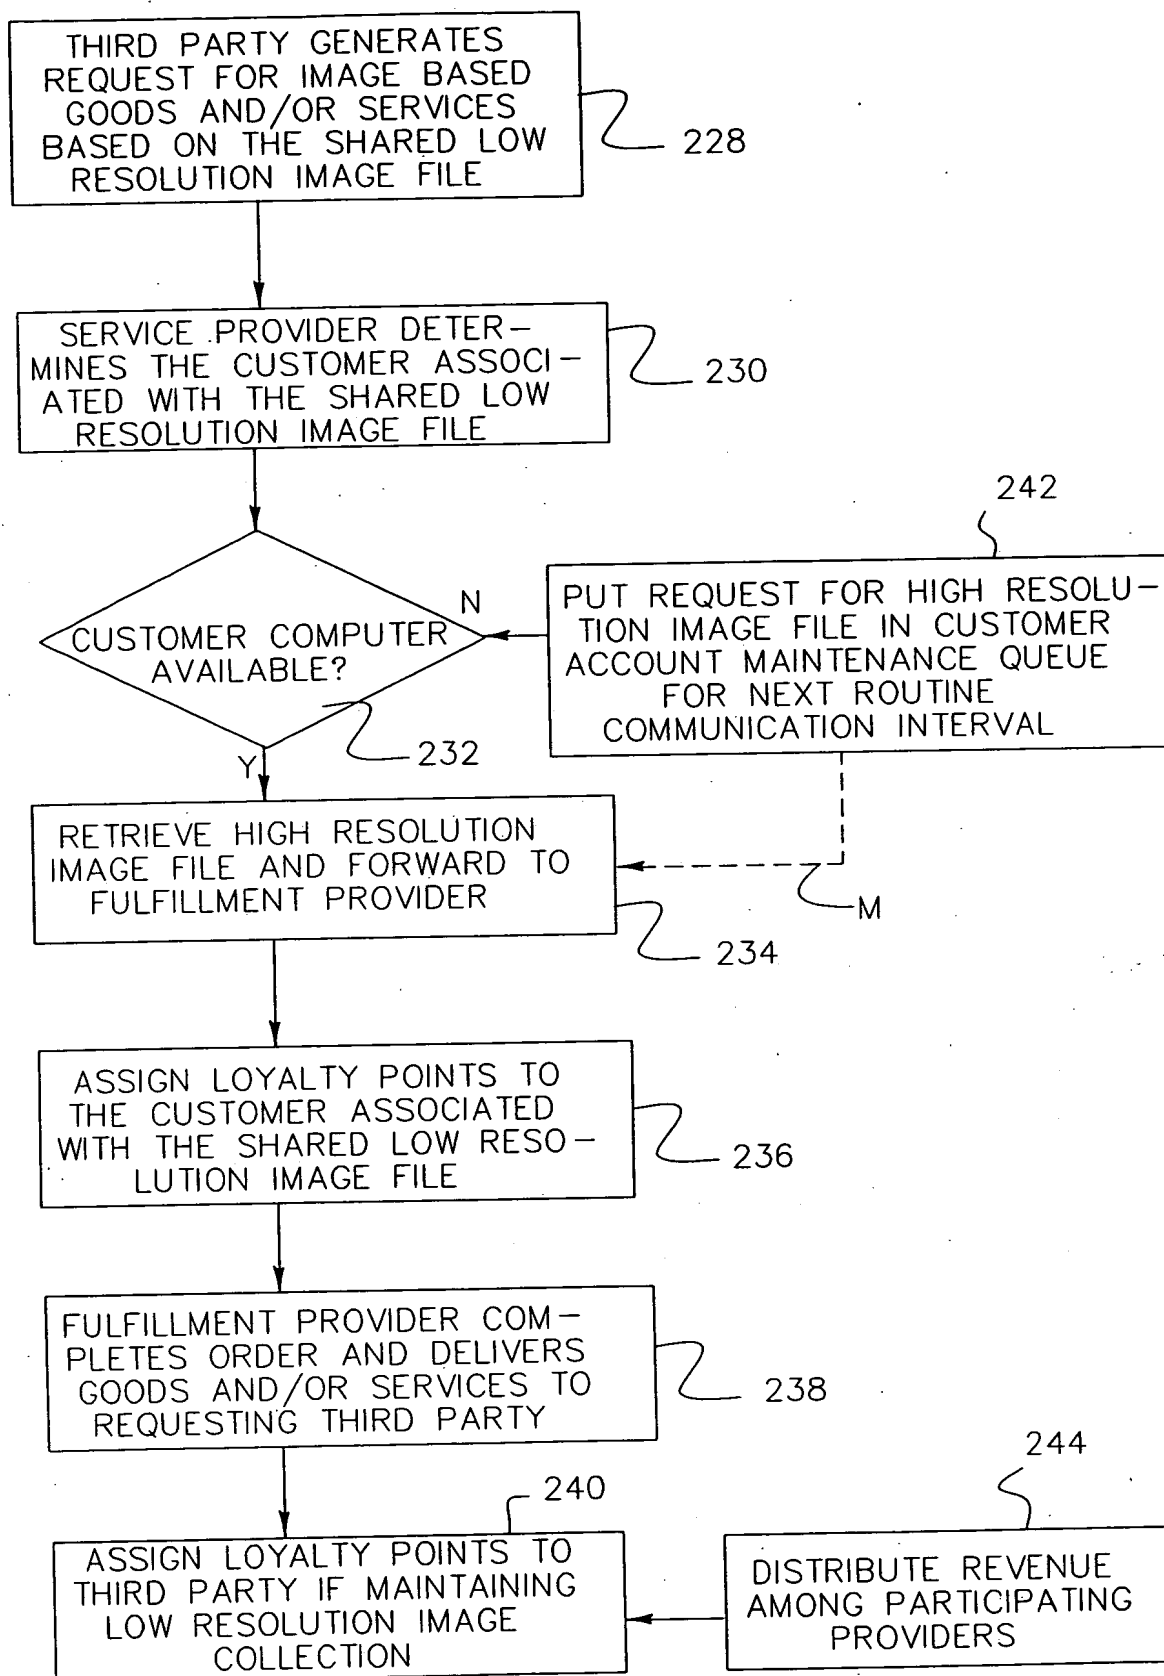 THIRD PARTY GENERATES
REQUEST FOR IMAGE BASED
GOODS AND/OR SERVICES
BASED ON THE SHARED LOW
RESOLUTION IMAGE FILE
228
SERVICE PROVIDER DETER-
MINES THE CUSTOMER ASSOCI-
ATED WITH THE SHARED LOW
RESOLUTION IMAGE FILE
230
242
CUSTOMER COMPUTER
AVAILABLE?
N
PUT REQUEST FOR HIGH RESOLU-
TION IMAGE FILE IN CUSTOMER
ACCOUNT MAINTENANCE QUEUE
FOR NEXT ROUTINE
COMMUNICATION INTERVAL
232
Y
RETRIEVE HIGH RESOLUTION
IMAGE FILE AND FORWARD TO
FULFILLMENT PROVIDER
M
234
ASSIGN LOYALTY POINTS TO
THE CUSTOMER ASSOCIATED
WITH THE SHARED LOW RESO-
LUTION IMAGE FILE
236
FULFILLMENT PROVIDER COM-
PLETES ORDER AND DELIVERS
GOODS AND/OR SERVICES TO
REQUESTING THIRD PARTY
238
244
240
ASSIGN LOYALTY POINTS TO
THIRD PARTY IF MAINTAINING
LOW RESOLUTION IMAGE
COLLECTION
DISTRIBUTE REVENUE
AMONG PARTICIPATING
PROVIDERS